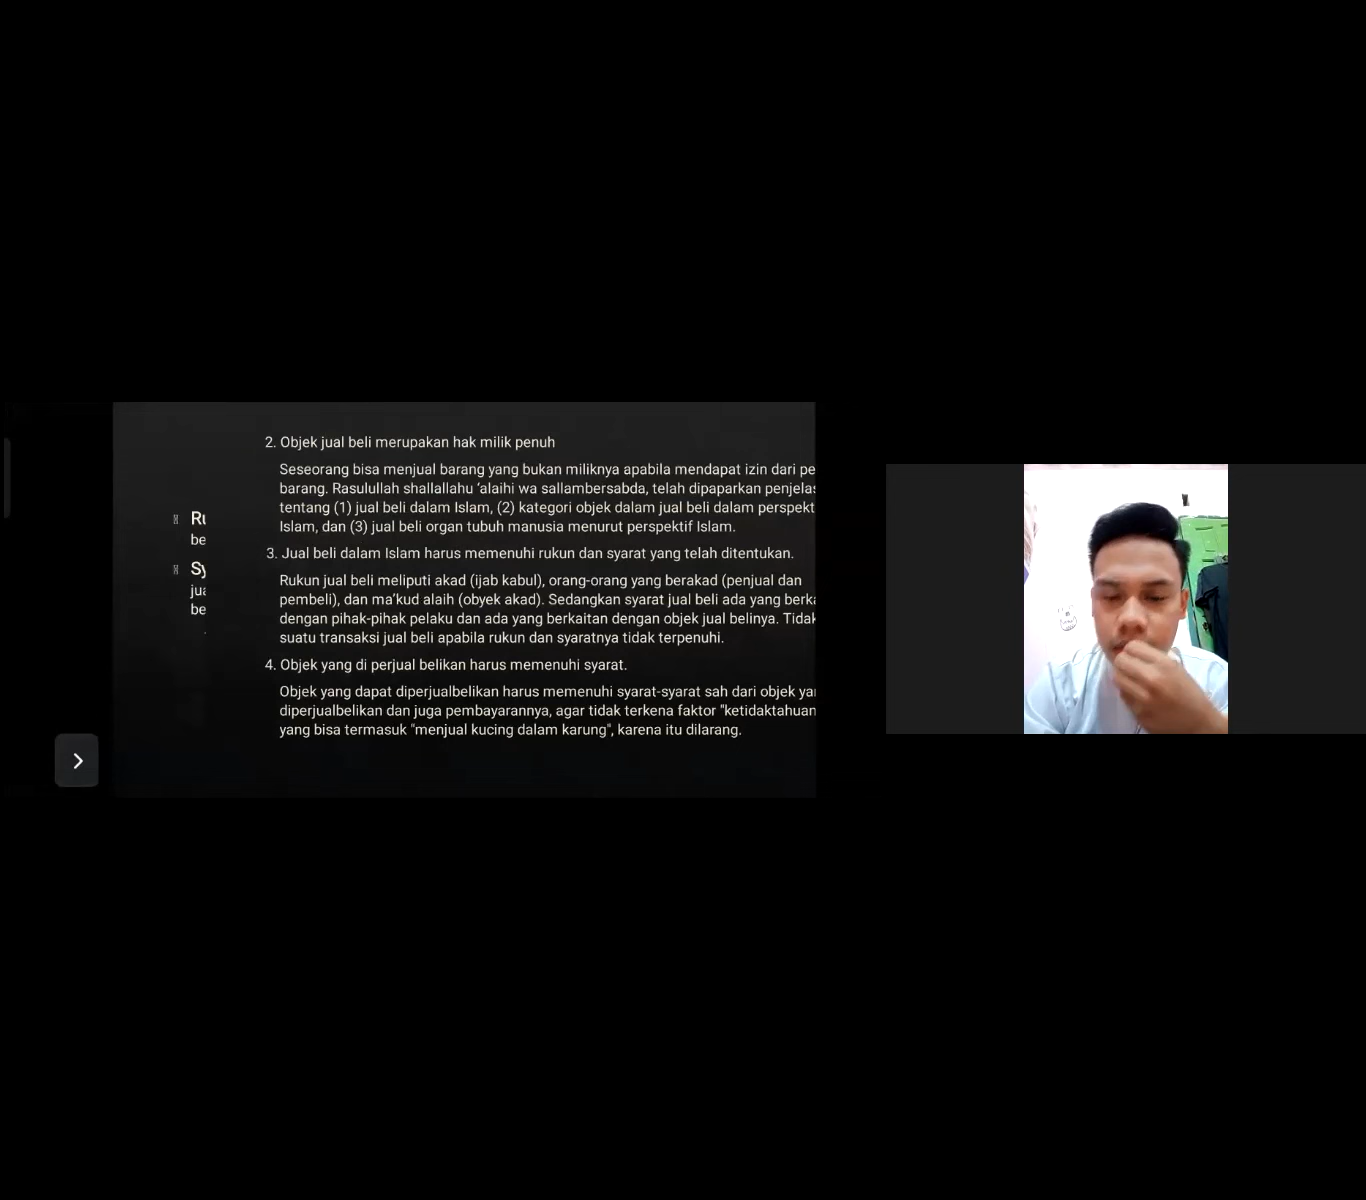 2. Objek jual beli merupakan hak milik penuh
Seseorang bisa menjual barang yang bukan miliknya apabila mendapat izin dari pe
barang. Rasulullah shallallahu ‘alaihi wa sallambersabda, telah dipaparkan penjelas
tentang (1) jual beli dalam Islam, (2) kategori objek dalam jual beli dalam perspekt
Islam, dan (3) jual beli organ tubuh manusia menurut perspektif Islam.
3. Jual beli dalam Islam harus memenuhi rukun dan syarat yang telah ditentukan.
Rukun jual beli meliputi akad (ijab kabul), orang-orang yang berakad (penjual dan
pembeli), dan ma’kud alaih (obyek akad). Sedangkan syarat jual beli ada yang berka
dengan pihak-pihak pelaku dan ada yang berkaitan dengan objek jual belinya. Tidak
suatu transaksi jual beli apabila rukun dan syaratnya tidak terpenuhi.
4. Objek yang di perjual belikan harus memenuhi syarat.
Objek yang dapat diperjualbelikan harus memenuhi syarat-syarat sah dari objek ya
diperjualbelikan dan juga pembayarannya, agar tidak terkena faktor "ketidaktahuan
yang bisa termasuk "menjual kucing dalam karung", karena itu dilarang.
Ru
be
Sy
jua
be